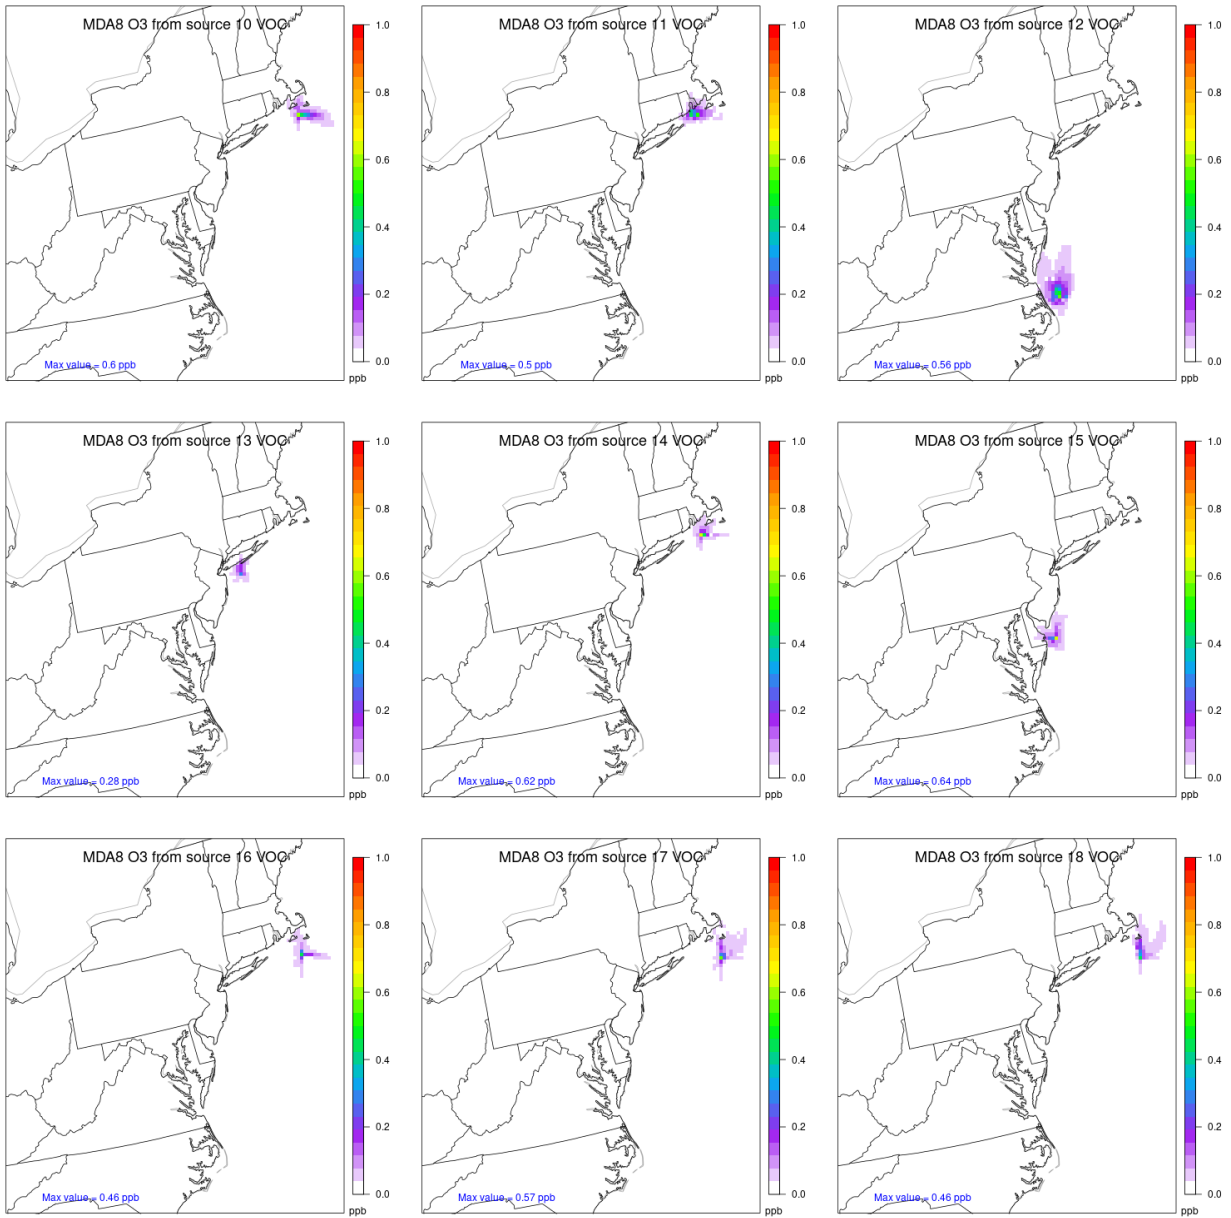 MDA8 O3 from source 10 VOC
1.0
0.8
0.6
0.4
0.2
0.0
ppb
Max value = 0.6 ppb
MDA8 O3 from source 11 VOC
1.0
0.8
0.6
0.4
0.2
0.0
ppb
Max value = 0.5 ppb
MDA8 O3 from source 12 VOC
1.0
0.8
0.6
0.4
0.2
0.0
ppb
Max value = 0.56 ppb
MDA8 O3 from source 13 VOC
1.0
0.8
0.6
0.4
0.2
0.0
ppb
Max value = 0.28 ppb
MDA8 O3 from source 14 VOC
1.0
0.8
0.6
0.4
0.2
0.0
ppb
Max value = 0.62 ppb
MDA8 O3 from source 15 VOC
1.0
0.8
0.6
0.4
0.2
0.0
ppb
Max value = 0.64 ppb
MDA8 O3 from source 16 VOC
1.0
0.8
0.6
0.4
0.2
0.0
ppb
Max value = 0.46 ppb
MDA8 O3 from source 17 VOC
1.0
0.8
0.6
0.4
0.2
0.0
ppb
Max value = 0.57 ppb
MDA8 O3 from source 18 VOC
1.0
0.8
0.6
0.4
0.2
0.0
ppb
Max value = 0.46 ppb